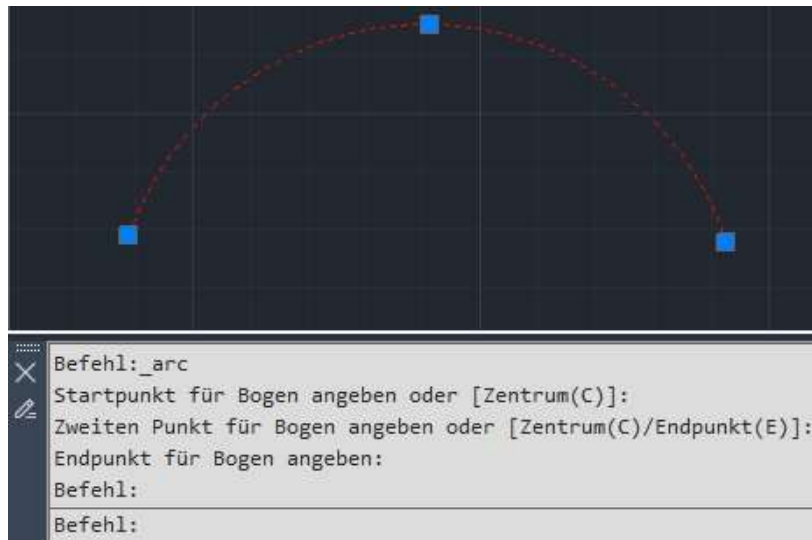 Befehl:_arc
Startpunkt für Bogen angeben oder [Zentrum(C)]:
Zweiten Punkt für Bogen angeben oder [Zentrum(C)/Endpunkt(E)]:
Endpunkt für Bogen angeben:
Befehl:
Befehl: